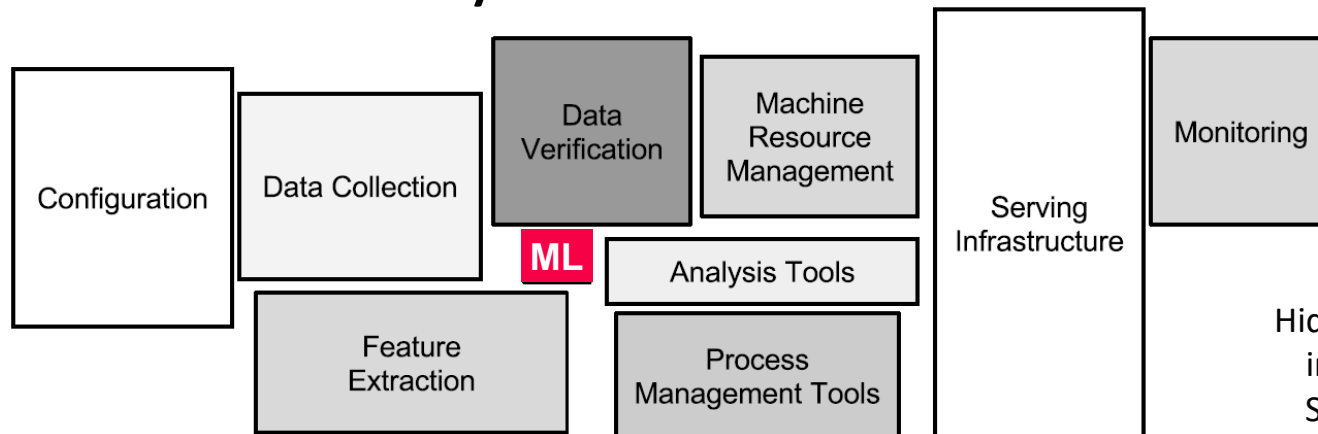 Configuration
Data Collection
Data
Verification
Machine
Resource
Management
Monitoring
Serving
Infrastructure
ML
Analysis Tools
Feature
Extraction
Process
Management Tools